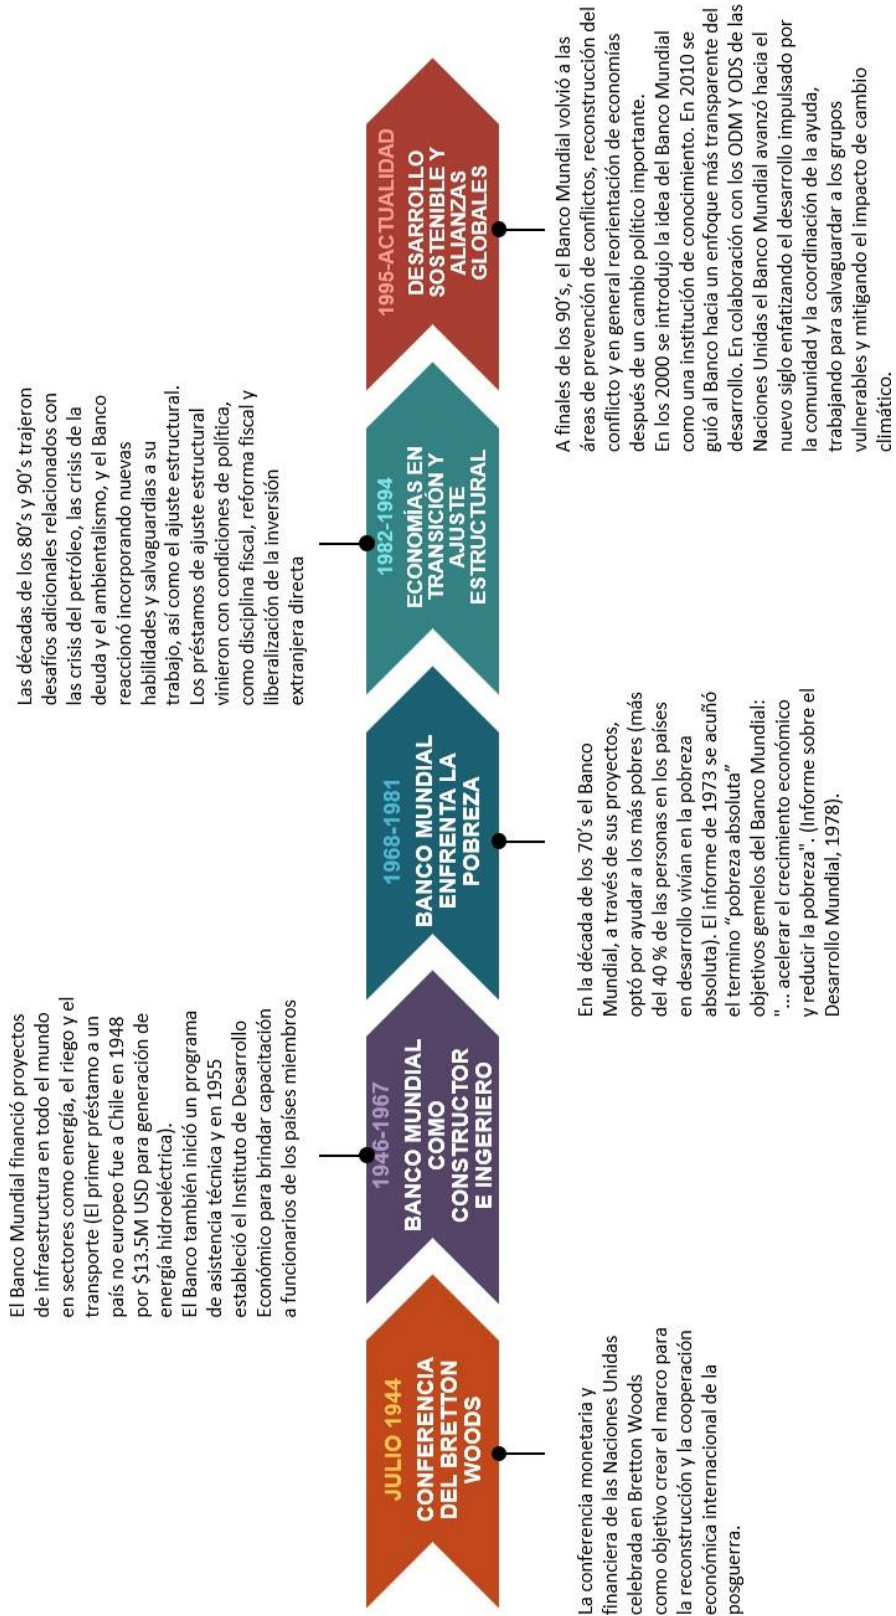 JULIO 1944
CONFERENCIA
DEL BRETTON
WOODS
La conferencia monetaria y
financiera de las Naciones Unidas
celebrada en Bretton Woods
como objetivo crear el marco para
la reconstrucción y la cooperación
económica internacional de la
posguerra.
El Banco Mundial financió proyectos
de infraestructura en todo el mundo
en sectores como energía, el riego y el
transporte (El primer préstamo a un
país no europeo fue a Chile en 1948
por $13.5M USD para generación de
energía hidroeléctrica).
El Banco también inició un programa
de asistencia técnica y en 1955
estableció el Instituto de Desarrollo
Económico para brindar capacitación
a funcionarios de los países miembros
1946-1967
BANCO MUNDIAL
COMO
CONSTRUCTOR
E INGERIERO
1968-1981
BANCO MUNDIAL
ENFRENTA LA
POBREZA
En la década de los 70's el Banco
Mundial, a través de sus proyectos,
optó por ayudar a los más pobres (más
del 40 % de las personas en los países
en desarrollo vivían en la pobreza
absoluta). El informe de 1973 se acuñó
el termino "pobreza absoluta"
objetivos gemelos del Banco Mundial:
"... acelerar el crecimiento económico
y reducir la pobreza". (Informe sobre el
Desarrollo Mundial, 1978).
Las décadas de los 80's y 90's trajeron
desafíos adicionales relacionados con
las crisis del petróleo, las crisis de la
deuda y el ambientalismo, y el Banco
reaccionó incorporando nuevas
habilidades y salvaguardias a su
trabajo, así como el ajuste estructural.
Los préstamos de ajuste estructural
vinieron con condiciones de política,
como disciplina fiscal, reforma fiscal y
liberalización de la inversión
extranjera directa
1982-1994
ECONOMÍAS EN
TRANSICIÓN Y
AJUSTE
ESTRUCTURAL
1995-ACTUALIDAD
DESARROLLO
SOSTENIBLE Y
ALIANZAS
GLOBALES
A finales de los 90's, el Banco Mundial volvió a las
áreas de prevención de conflictos, reconstrucción del
conflicto y en general reorientación de economías
después de un cambio político importante.
En los 2000 se introdujo la idea del Banco Mundial
como una institución de conocimiento. En 2010 se
guió al Banco hacia un enfoque más transparente del
desarrollo. En colaboración con los ODM Y ODS de las
Naciones Unidas el Banco Mundial avanzó hacia el
nuevo siglo enfatizando el desarrollo impulsado por
la comunidad y la coordinación de la ayuda,
trabajando para salvaguardar a los grupos
vulnerables y mitigando el impacto de cambio
climático.